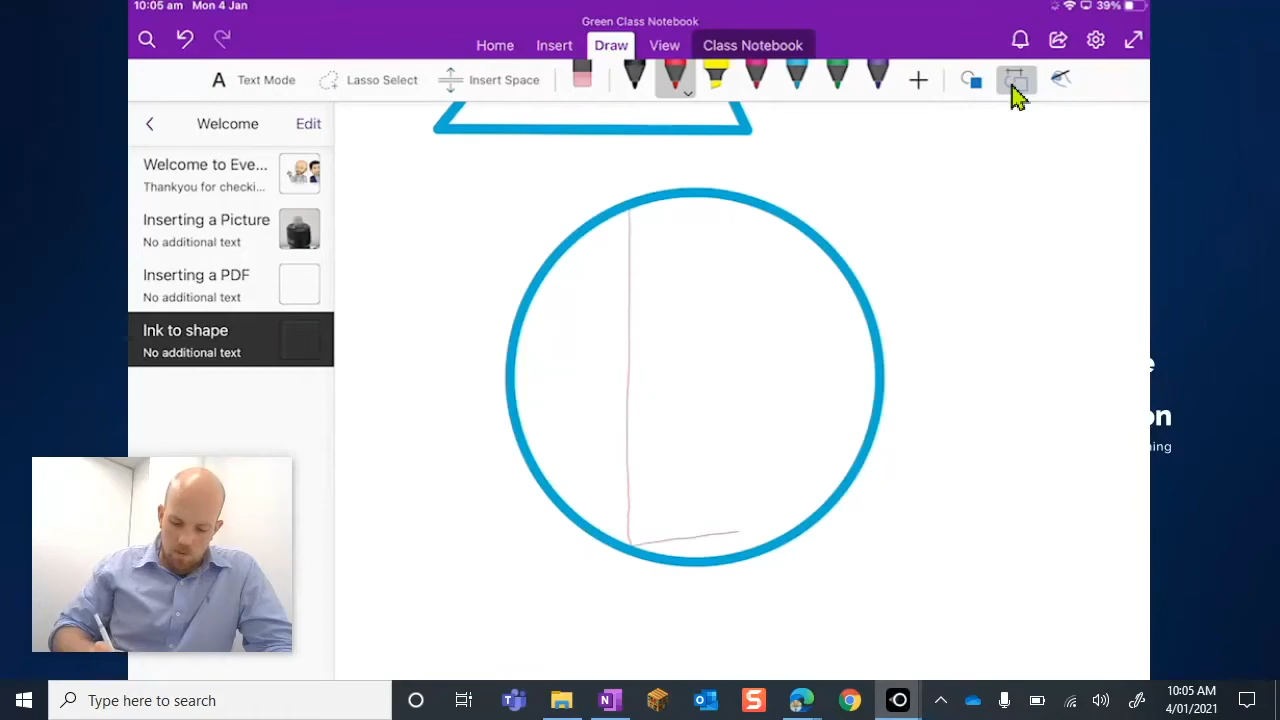 10:05 am Mon 4 Jan
39%
Green Class Notebook
Home Insert Draw View Class Notebook
A Text Mode Lasso Select Insert Space
Welcome Edit
Welcome to Eve...
Thankyou for checki...
Inserting a Picture
No additional text
Inserting a PDF
No additional text
Ink to shape
No additional text
e
on
ning
Type here to search
10:05 AM
4/01/2021